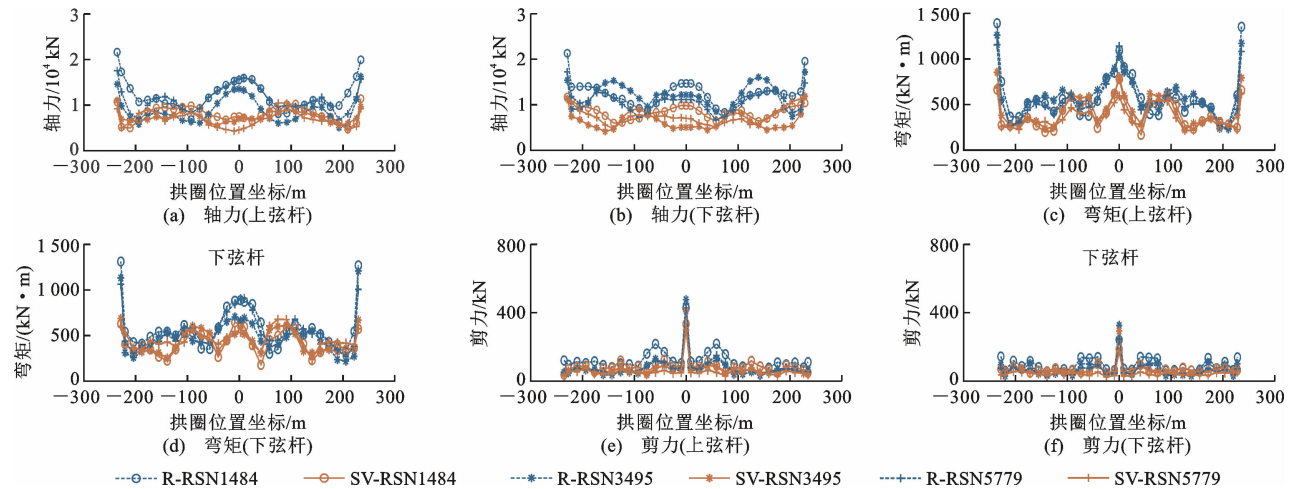 3
2
1
0
轴力/10⁴ kN
－300 －200 －100 0 100 200 300
拱圈位置坐标/m
(a) 轴力(上弦杆)
3
2
1
0
轴力/10⁴ kN
－300 －200 －100 0 100 200 300
拱圈位置坐标/m
(b) 轴力(下弦杆)
1 500
1 000
500
0
弯矩/(kN·m)
－300 －200 －100 0 100 200 300
拱圈位置坐标/m
(c) 弯矩(上弦杆)
下弦杆
1 500
1 000
500
0
弯矩/(kN·m)
－300 －200 －100 0 100 200 300
拱圈位置坐标/m
(d) 弯矩(下弦杆)
800
400
0
剪力/kN
－300 －200 －100 0 100 200 300
拱圈位置坐标/m
(e) 剪力(上弦杆)
下弦杆
800
400
0
剪力/kN
－300 －200 －100 0 100 200 300
拱圈位置坐标/m
(f) 剪力(下弦杆)
R-RSN1484 SV-RSN1484 R-RSN3495 SV-RSN3495 R-RSN5779 SV-RSN5779